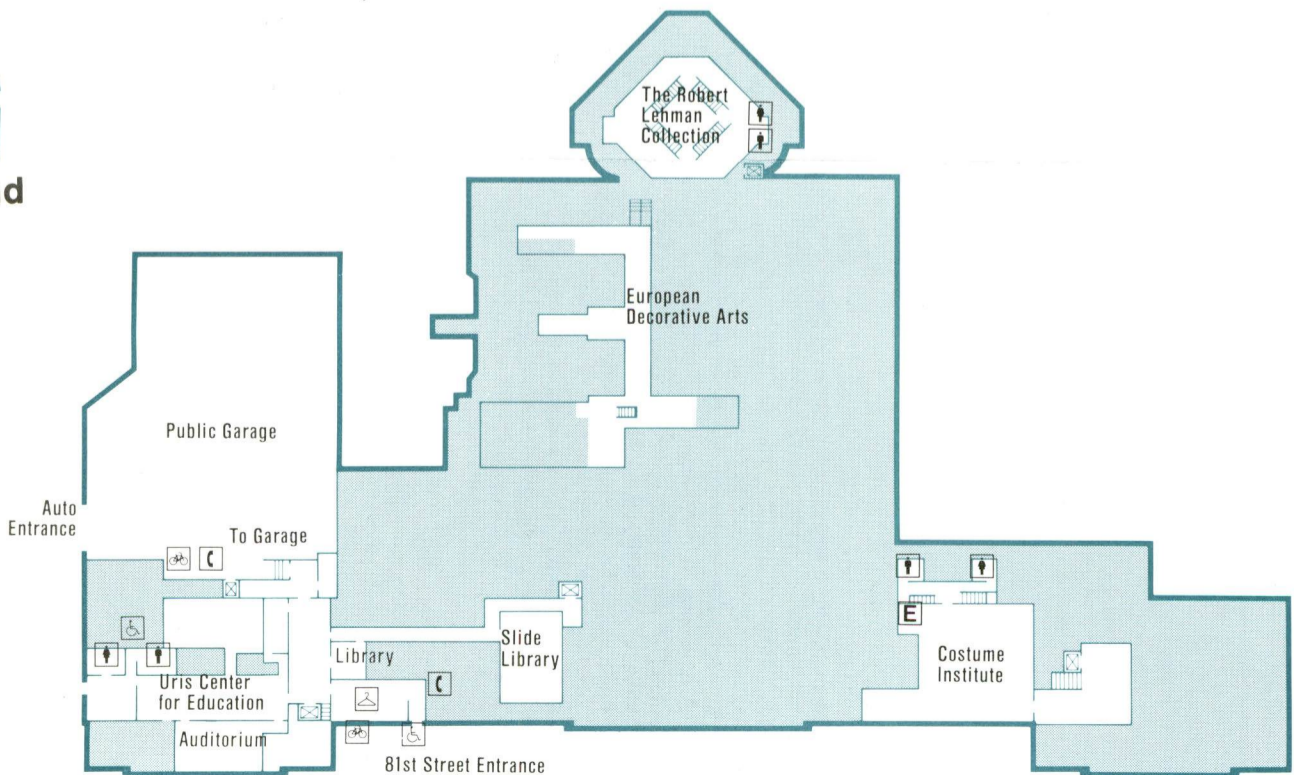 d
The Robert
Lehman
Collection
European
Decorative Arts
Public Garage
Auto
Entrance
To Garage
E
Slide
Library
Library
Costume
Institute
Uris Center
for Education
Auditorium
81st Street Entrance